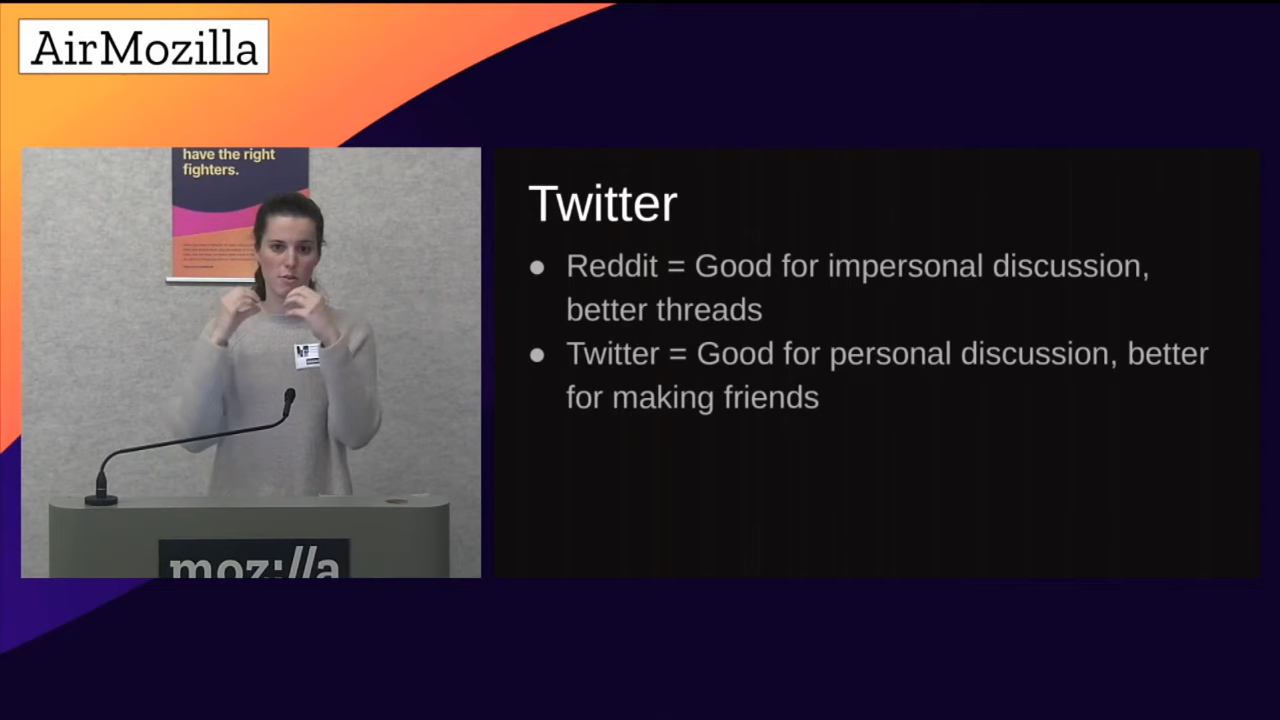 AirMozilla
have the right
fighters.
Twitter
● Reddit = Good for impersonal discussion,
better threads
● Twitter = Good for personal discussion, better
for making friends
moz://a